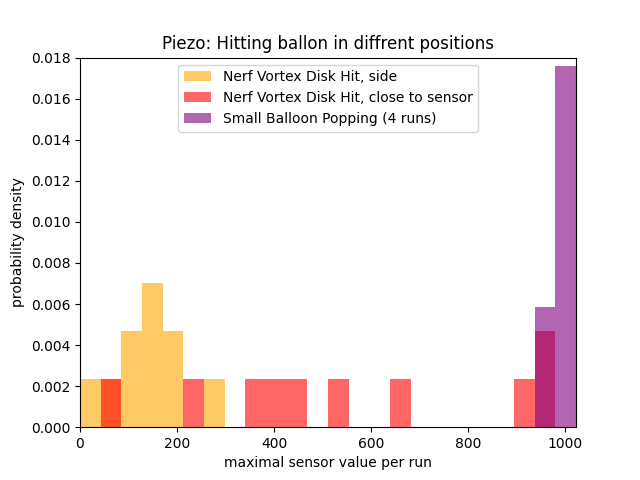 Piezo: Hitting ballon in diffrent positions
Nerf Vortex Disk Hit, side
Nerf Vortex Disk Hit, close to sensor
Small Balloon Popping (4 runs)
probability density
0.018
0.016
0.014
0.012
0.010
0.008
0.006
0.004
0.002
0.000
0 200 400 600 800 1000
maximal sensor value per run